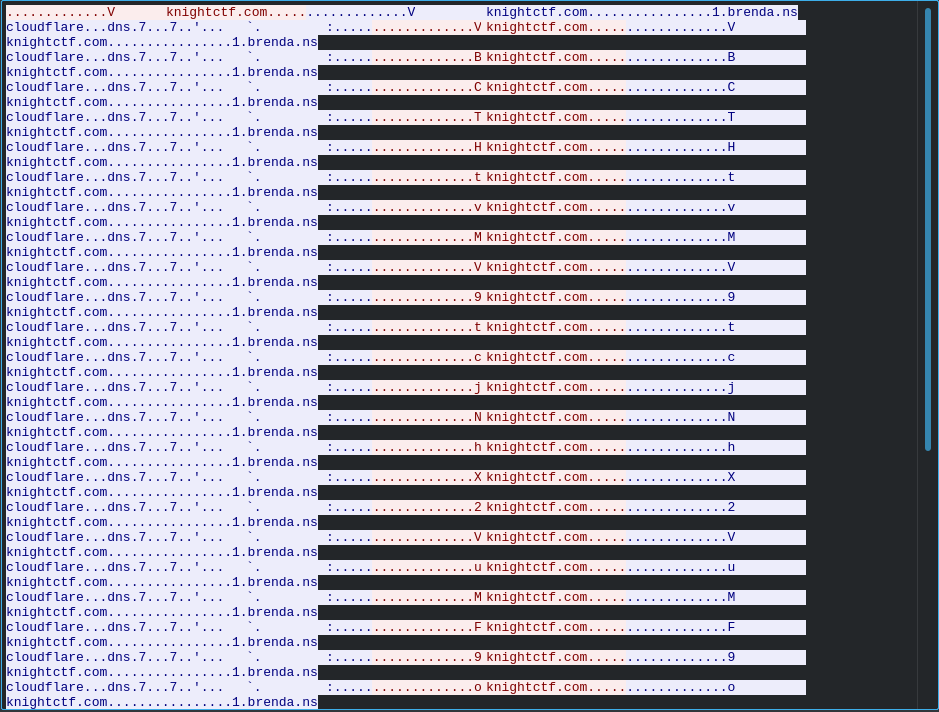 .............V knightctf.com..................V knightctf.com................1.brenda.ns
cloudflare...dns.7...7..'... `. :...................V knightctf.com..................V
knightctf.com................1.brenda.ns
cloudflare...dns.7...7..'... `. :...................B knightctf.com..................B
knightctf.com................1.brenda.ns
cloudflare...dns.7...7..'... `. :...................C knightctf.com..................C
knightctf.com................1.brenda.ns
cloudflare...dns.7...7..'... `. :...................T knightctf.com..................T
knightctf.com................1.brenda.ns
cloudflare...dns.7...7..'... `. :...................H knightctf.com..................H
knightctf.com................1.brenda.ns
cloudflare...dns.7...7..'... `. :...................t knightctf.com..................t
knightctf.com................1.brenda.ns
cloudflare...dns.7...7..'... `. :...................v knightctf.com..................v
knightctf.com................1.brenda.ns
cloudflare...dns.7...7..'... `. :...................M knightctf.com..................M
knightctf.com................1.brenda.ns
cloudflare...dns.7...7..'... `. :...................V knightctf.com..................V
knightctf.com................1.brenda.ns
cloudflare...dns.7...7..'... `. :...................9 knightctf.com..................9
knightctf.com................1.brenda.ns
cloudflare...dns.7...7..'... `. :...................t knightctf.com..................t
knightctf.com................1.brenda.ns
cloudflare...dns.7...7..'... `. :...................c knightctf.com..................c
knightctf.com................1.brenda.ns
cloudflare...dns.7...7..'... `. :...................j knightctf.com..................j
knightctf.com................1.brenda.ns
cloudflare...dns.7...7..'... `. :...................N knightctf.com..................N
knightctf.com................1.brenda.ns
cloudflare...dns.7...7..'... `. :...................h knightctf.com..................h
knightctf.com................1.brenda.ns
cloudflare...dns.7...7..'... `. :...................X knightctf.com..................X
knightctf.com................1.brenda.ns
cloudflare...dns.7...7..'... `. :...................2 knightctf.com..................2
knightctf.com................1.brenda.ns
cloudflare...dns.7...7..'... `. :...................V knightctf.com..................V
knightctf.com................1.brenda.ns
cloudflare...dns.7...7..'... `. :...................u knightctf.com..................u
knightctf.com................1.brenda.ns
cloudflare...dns.7...7..'... `. :...................M knightctf.com..................M
knightctf.com................1.brenda.ns
cloudflare...dns.7...7..'... `. :...................F knightctf.com..................F
knightctf.com................1.brenda.ns
cloudflare...dns.7...7..'... `. :...................9 knightctf.com..................9
knightctf.com................1.brenda.ns
cloudflare...dns.7...7..'... `. :...................o knightctf.com..................o
knightctf.com................1.brenda.ns